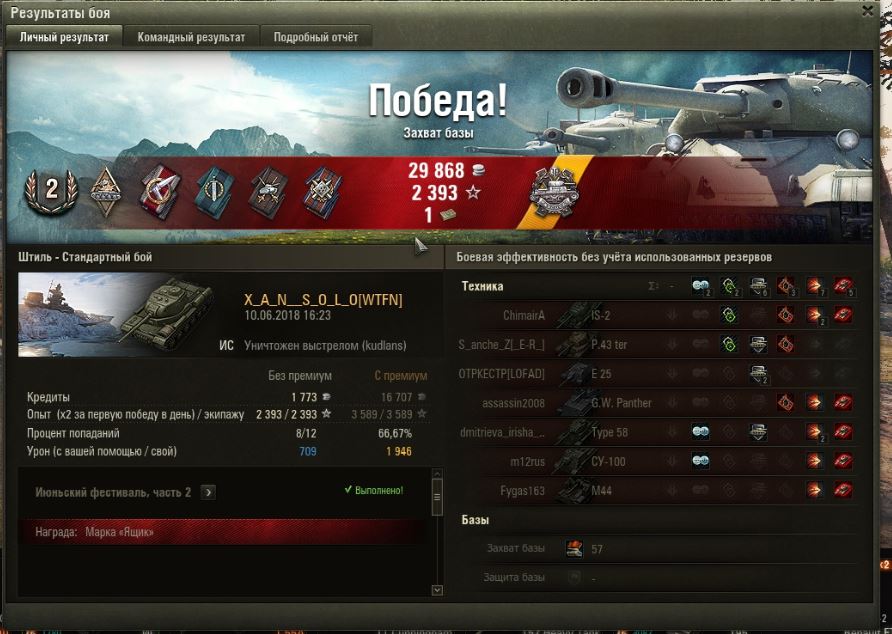 Результаты боя
Личный результат
Командный результат
Подробный отчёт
Победа!
Захват базы
2
29 868
2 393
1
Штиль - Стандартный бой
X_A_N__S_O_L_O[WTFN]
10.06.2018 16:23
ИС Уничтожен выстрелом (kudlans)
Без премиум С премиум
Кредиты 1 773 16 707
Опыт (x2 за первую победу в день) / экипажу 2 393 / 2 393 3 589 / 3 589
Процент попаданий 8/12 66,67%
Урон (с вашей помощью / свой) 709 1 946
Июньский фестиваль, часть 2 Выполнено!
Награда: Марка «Ящик»
Боевая эффективность без учёта использованных резервов
Техника Σ: - 2 2 6 3 7 5
ChimairA IS-2 2
S_anche_Z[_E-R_] P.43 ter
ОТРКЕСТР[LOFAD] E 25 2
assassin2008 G.W. Panther
dmitrieva_irisha_... Type 58 2
m12rus СУ-100
Fygas163 M44
Базы
Захват базы 57
Защита базы -